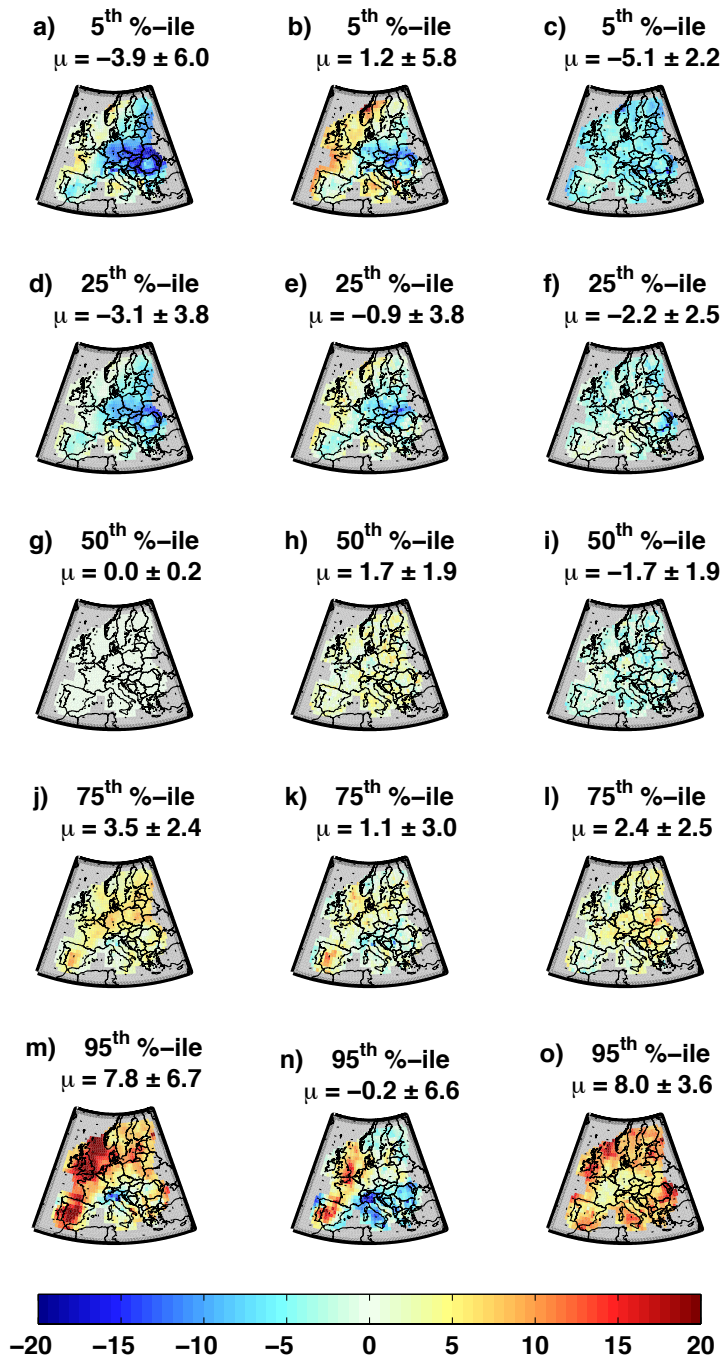 a) 5th %–ile
μ = –3.9 ± 6.0
b) 5th %–ile
μ = 1.2 ± 5.8
c) 5th %–ile
μ = –5.1 ± 2.2
d) 25th %–ile
μ = –3.1 ± 3.8
e) 25th %–ile
μ = –0.9 ± 3.8
f) 25th %–ile
μ = –2.2 ± 2.5
g) 50th %–ile
μ = 0.0 ± 0.2
h) 50th %–ile
μ = 1.7 ± 1.9
i) 50th %–ile
μ = –1.7 ± 1.9
j) 75th %–ile
μ = 3.5 ± 2.4
k) 75th %–ile
μ = 1.1 ± 3.0
l) 75th %–ile
μ = 2.4 ± 2.5
m) 95th %–ile
μ = 7.8 ± 6.7
n) 95th %–ile
μ = –0.2 ± 6.6
o) 95th %–ile
μ = 8.0 ± 3.6
–20 –15 –10 –5 0 5 10 15 20